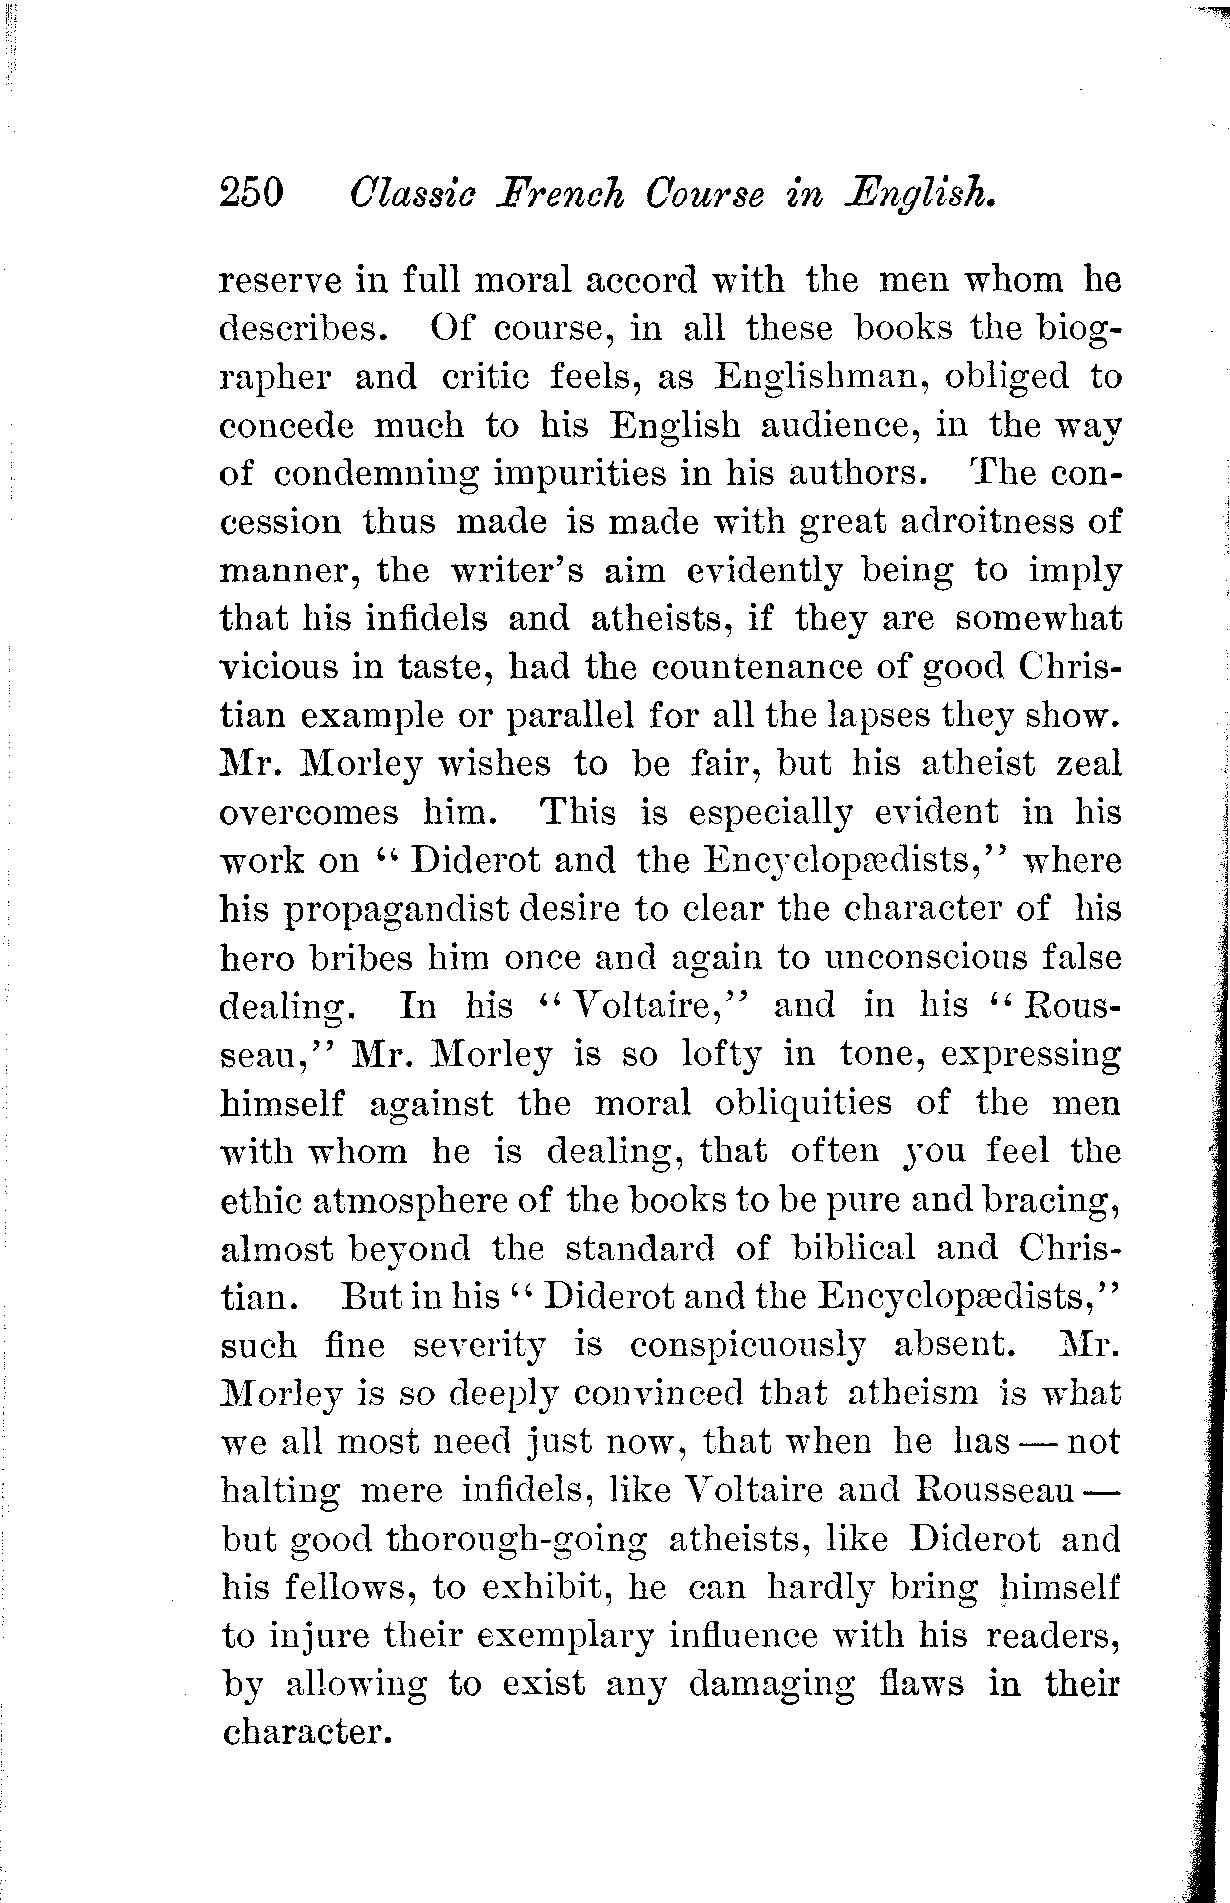 250 Classic French Course in English.
reserve in full moral accord with the men whom he
describes. Of course, in all these books the biog-
rapher and critic feels, as Englishman, obliged to
concede much to his English audience, in the way
of condemning impurities in his authors. The con-
cession thus made is made with great adroitness of
manner, the writer's aim evidently being to imply
that his infidels and atheists, if they are somewhat
vicious in taste, had the countenance of good Chris-
tian example or parallel for all the lapses they show.
Mr. Morley wishes to be fair, but his atheist zeal
overcomes him. This is especially evident in his
work on “Diderot and the Encyclopædists,” where
his propagandist desire to clear the character of his
hero bribes him once and again to unconscious false
dealing. In his “Voltaire,” and in his “Rous-
seau,” Mr. Morley is so lofty in tone, expressing
himself against the moral obliquities of the men
with whom he is dealing, that often you feel the
ethic atmosphere of the books to be pure and bracing,
almost beyond the standard of biblical and Chris-
tian. But in his “Diderot and the Encyclopædists,”
such fine severity is conspicuously absent. Mr.
Morley is so deeply convinced that atheism is what
we all most need just now, that when he has — not
halting mere infidels, like Voltaire and Rousseau —
but good thorough-going atheists, like Diderot and
his fellows, to exhibit, he can hardly bring himself
to injure their exemplary influence with his readers,
by allowing to exist any damaging flaws in their
character.